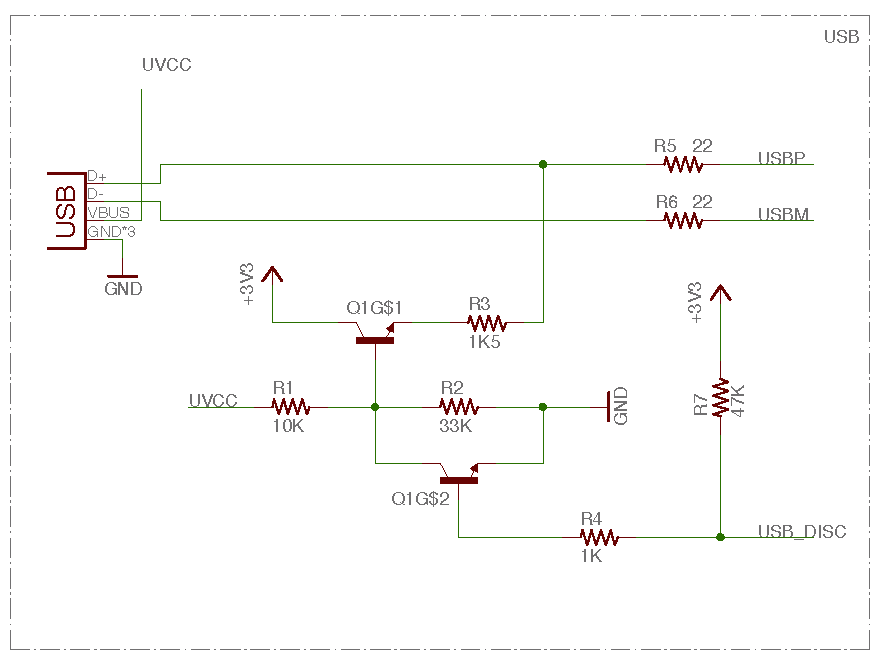 USB
UVCC
R5 22
USBP
D+
D-
VBUS
GND*3
USB
R6 22
USBM
GND
+3V3
Q1G$1
R3
1K5
+3V3
UVCC
R1
10K
R2
33K
GND
R7
47K
Q1G$2
R4
1K
USB_DISC